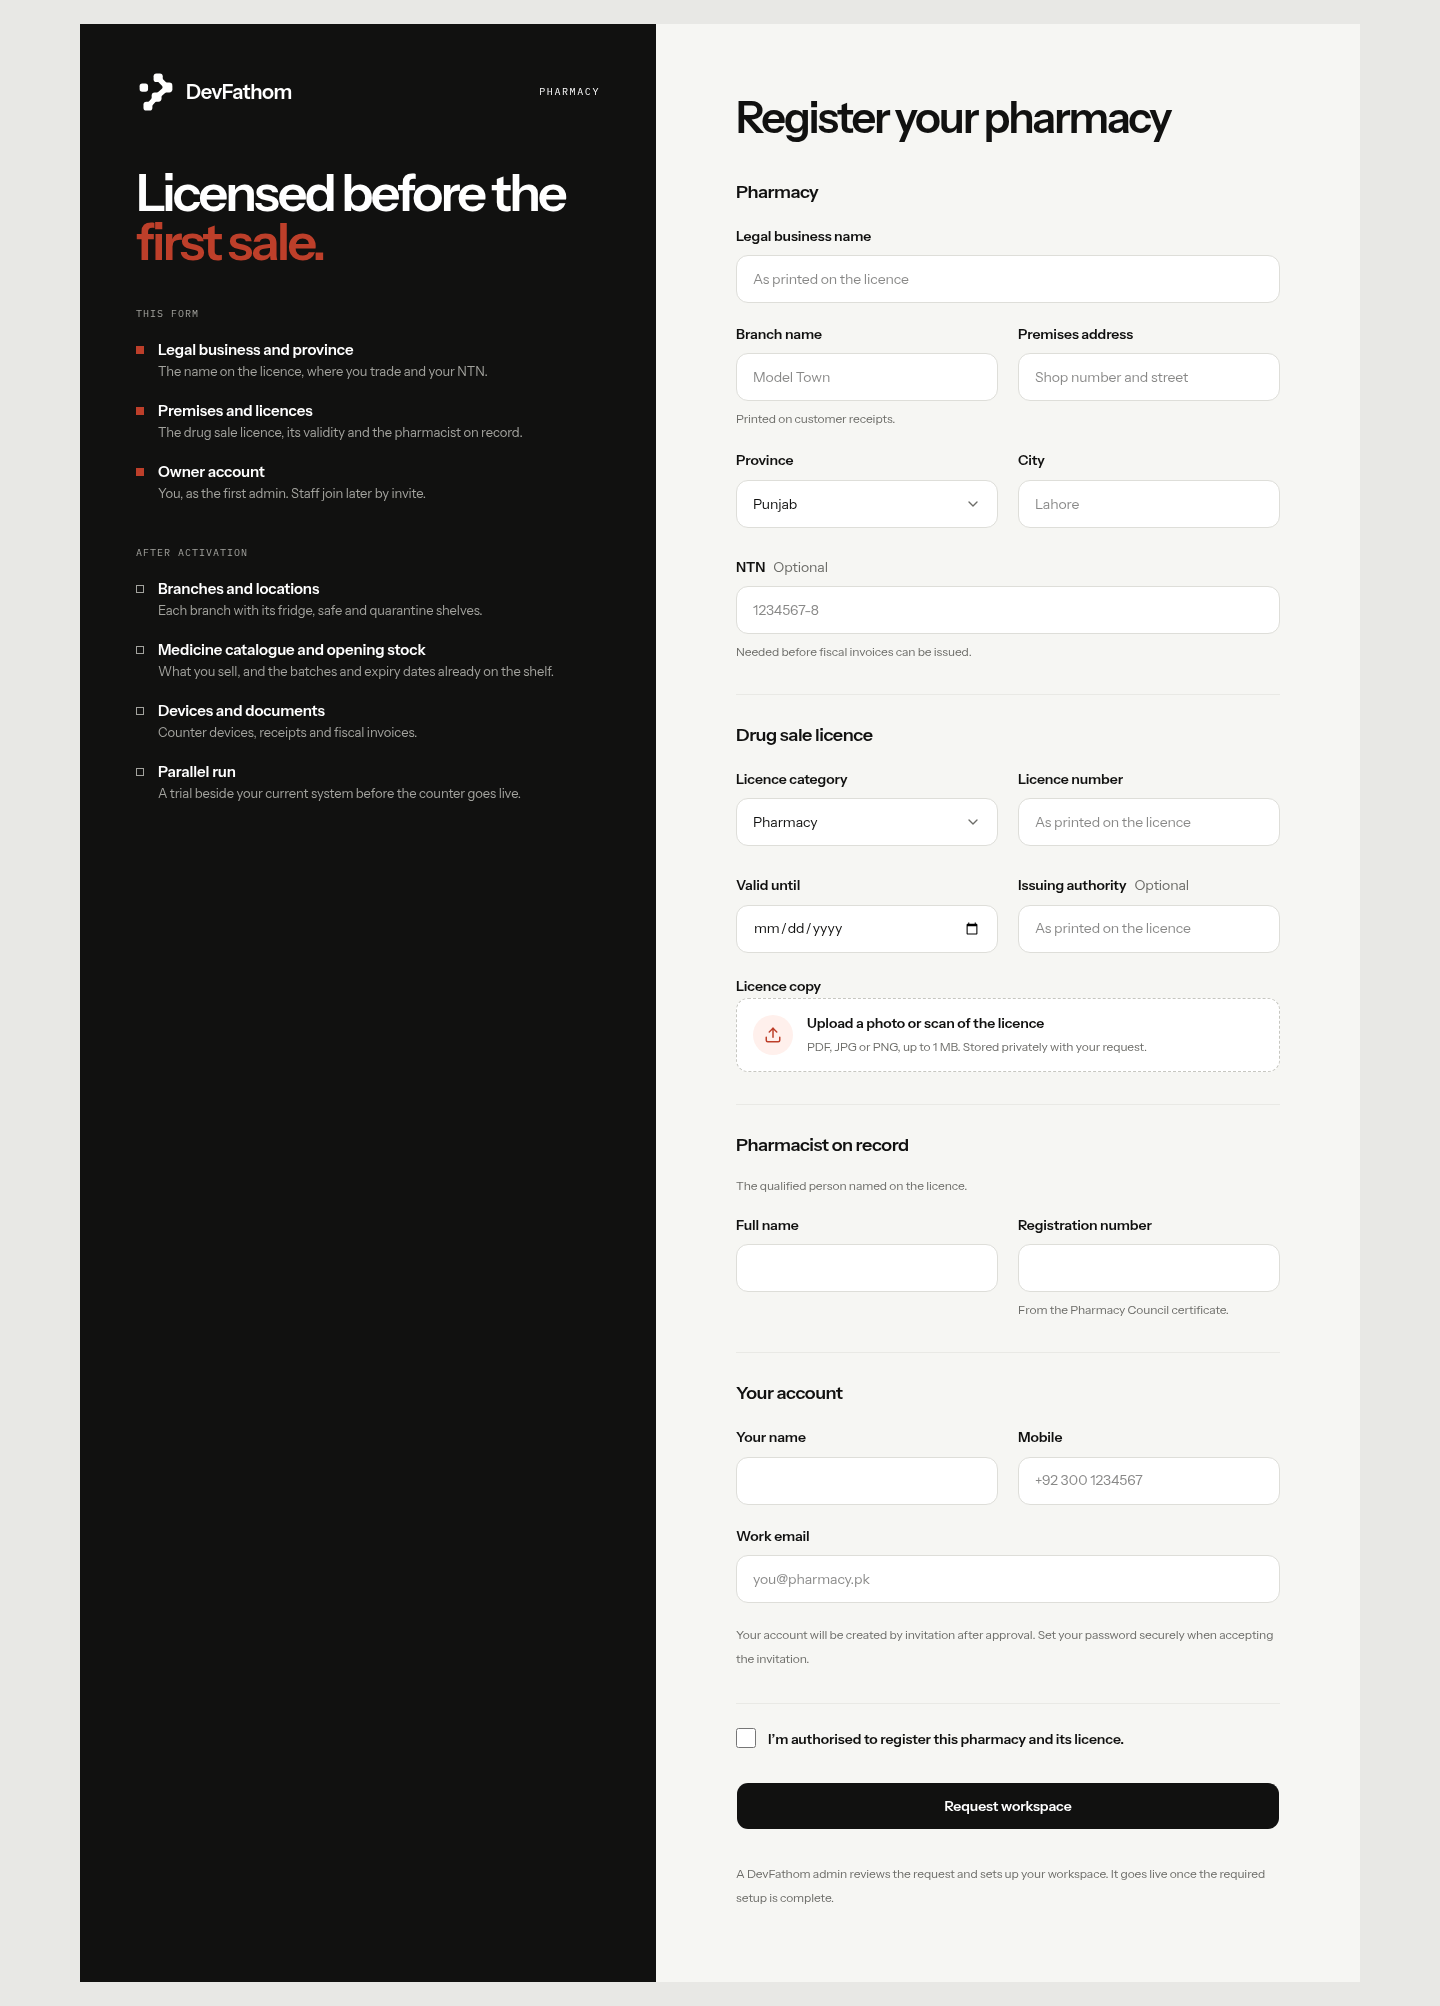 DevFathom
PHARMACY
Licensed before the
first sale.
THIS FORM
Legal business and province
The name on the licence, where you trade and your NTN.
Premises and licences
The drug sale licence, its validity and the pharmacist on record.
Owner account
You, as the first admin. Staff join later by invite.
AFTER ACTIVATION
Branches and locations
Each branch with its fridge, safe and quarantine shelves.
Medicine catalogue and opening stock
What you sell, and the batches and expiry dates already on the shelf.
Devices and documents
Counter devices, receipts and fiscal invoices.
Parallel run
A trial beside your current system before the counter goes live.
Register your pharmacy
Pharmacy
Legal business name
As printed on the licence
Branch name
Model Town
Printed on customer receipts.
Premises address
Shop number and street
Province
Punjab
City
Lahore
NTN Optional
1234567-8
Needed before fiscal invoices can be issued.
Drug sale licence
Licence category
Pharmacy
Licence number
As printed on the licence
Valid until
mm/dd/yyyy
Issuing authority Optional
As printed on the licence
Licence copy
Upload a photo or scan of the licence
PDF, JPG or PNG, up to 1 MB. Stored privately with your request.
Pharmacist on record
The qualified person named on the licence.
Full name
Registration number
From the Pharmacy Council certificate.
Your account
Your name
Mobile
+92 300 1234567
Work email
you@pharmacy.pk
Your account will be created by invitation after approval. Set your password securely when accepting
the invitation.
I'm authorised to register this pharmacy and its licence.
Request workspace
A DevFathom admin reviews the request and sets up your workspace. It goes live once the required
setup is complete.